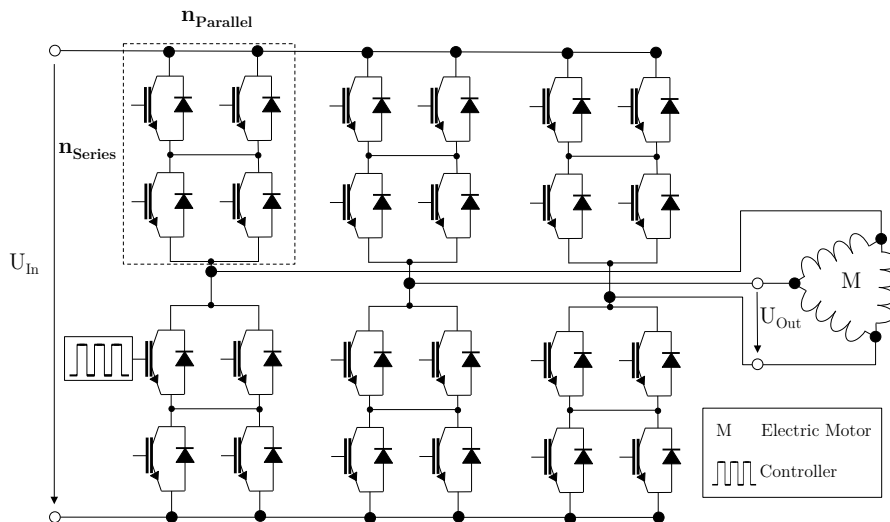 n_Parallel
n_Series
U_In
M
U_Out
M Electric Motor
Controller